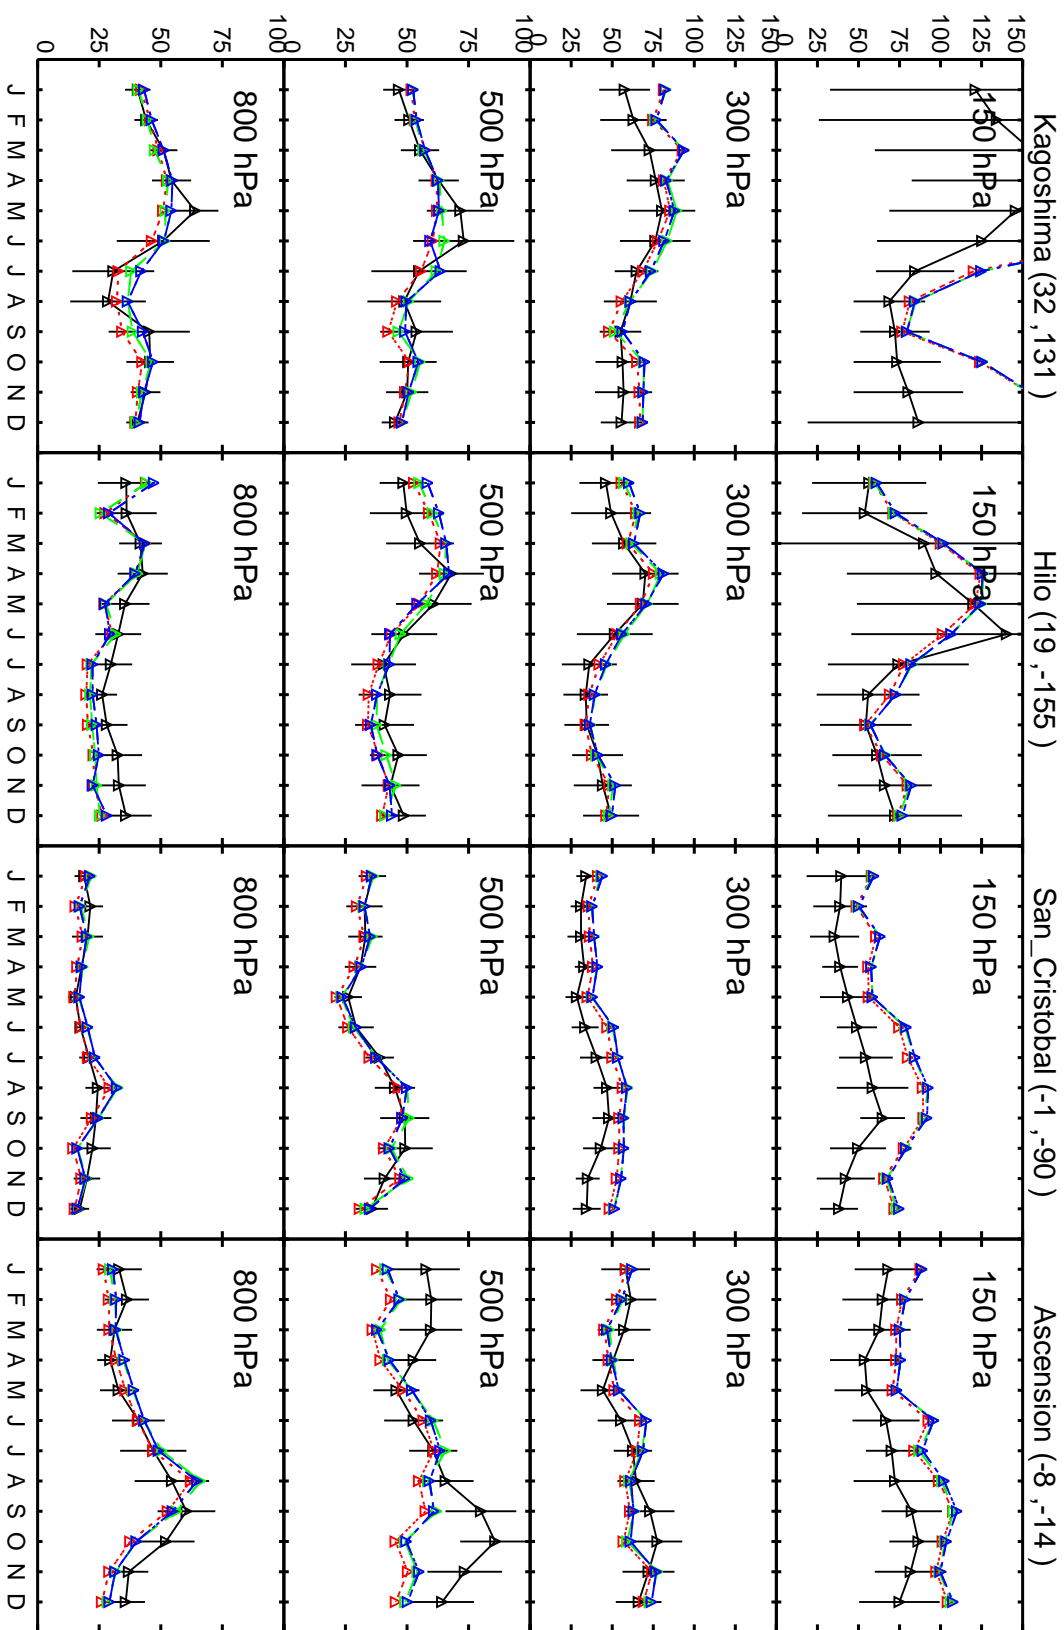 Kagoshima (32 ,131 )
Hilo (19 ,-155 )
San_Cristobal (-1 ,-90 )
Ascension (-8 ,-14 )
150
125
100
75
50
25
0
150 hPa
150 hPa
150 hPa
150 hPa
150
125
100
75
50
25
0
300 hPa
300 hPa
300 hPa
300 hPa
100
75
50
25
0
500 hPa
500 hPa
500 hPa
500 hPa
100
75
50
25
0
800 hPa
800 hPa
800 hPa
800 hPa
J F M A M J J A S O N D
J F M A M J J A S O N D
J F M A M J J A S O N D
J F M A M J J A S O N D